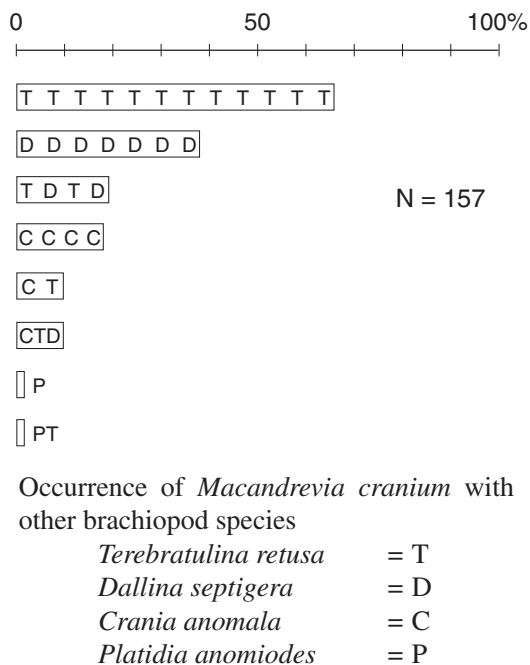 0 50 100%
T T T T T T T T T T T T
D D D D D D D
T D T D
N = 157
C C C C
C T
CTD
P
PT
Occurrence of Macandrevia cranium with
other brachiopod species
Terebratulina retusa = T
Dallina septigera = D
Crania anomala = C
Platidia anomiodes = P